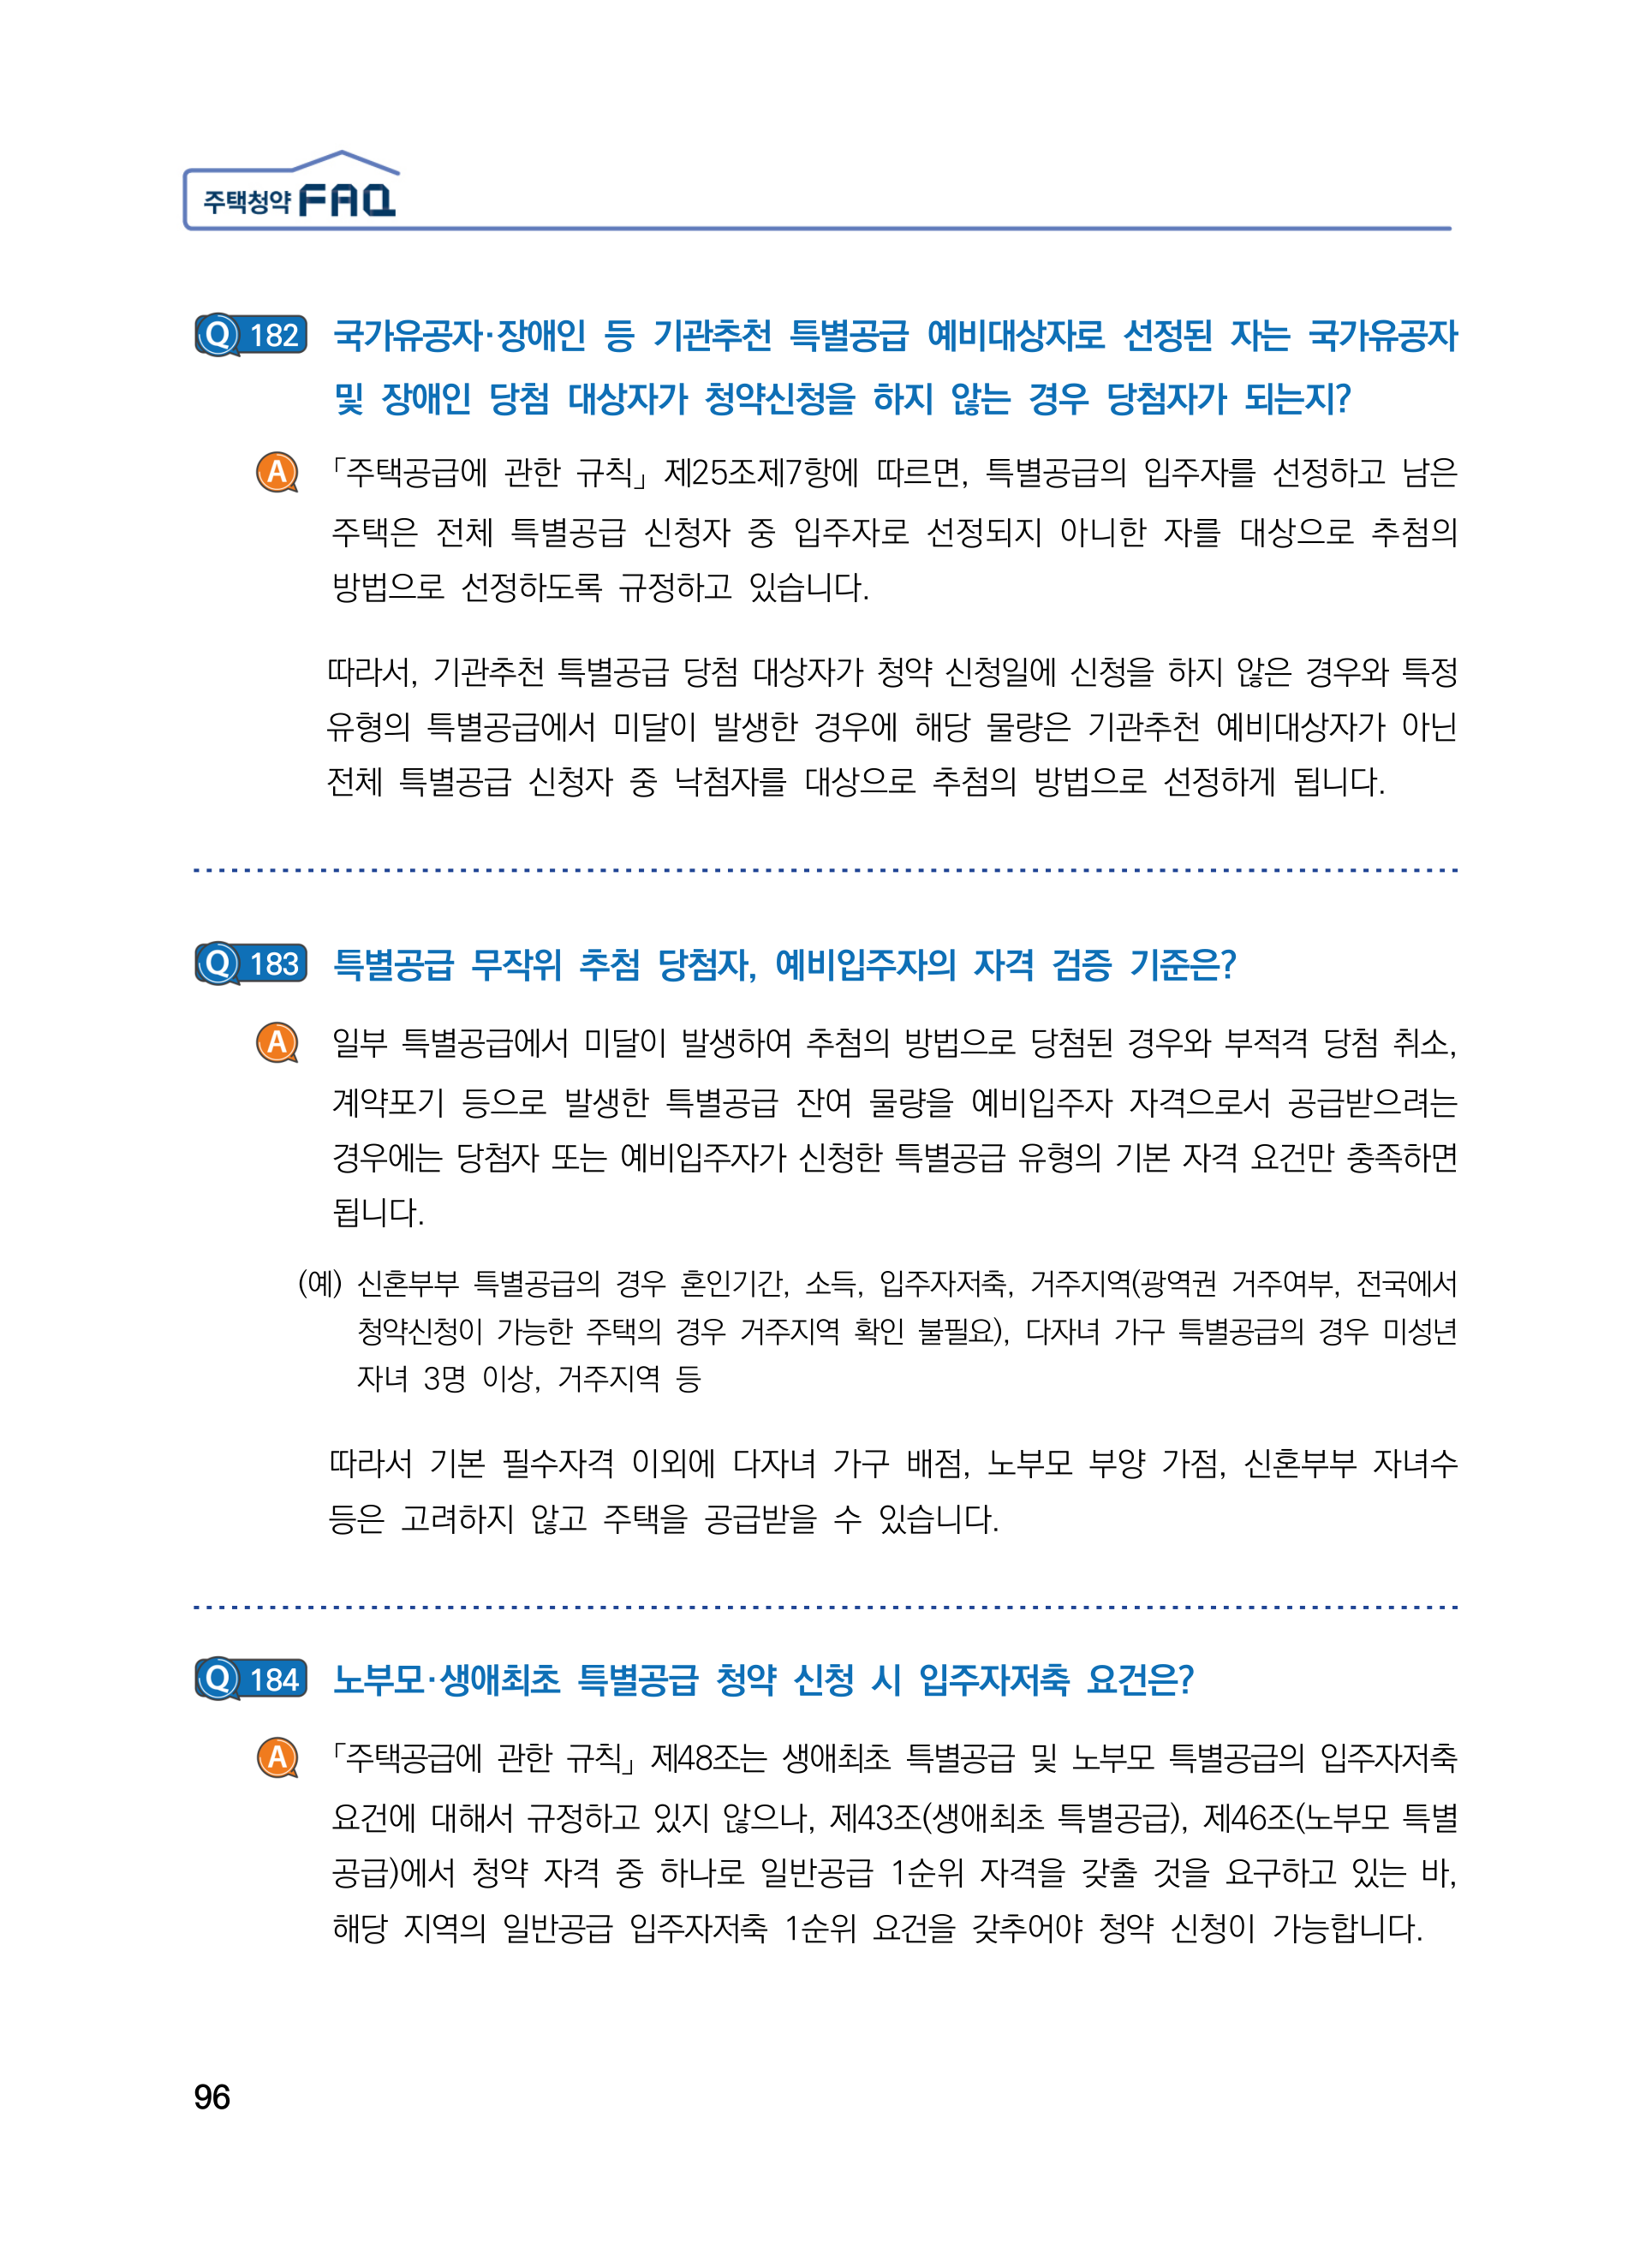 주택청약 FAQ
Q 182 국가유공자·장애인 등 기관추천 특별공급 예비대상자로 선정된 자는 국가유공자
및 장애인 당첨 대상자가 청약신청을 하지 않는 경우 당첨자가 되는지?
A 「주택공급에 관한 규칙」 제25조제7항에 따르면, 특별공급의 입주자를 선정하고 남은
주택은 전체 특별공급 신청자 중 입주자로 선정되지 아니한 자를 대상으로 추첨의
방법으로 선정하도록 규정하고 있습니다.
따라서, 기관추천 특별공급 당첨 대상자가 청약 신청일에 신청을 하지 않은 경우와 특정
유형의 특별공급에서 미달이 발생한 경우에 해당 물량은 기관추천 예비대상자가 아닌
전체 특별공급 신청자 중 낙첨자를 대상으로 추첨의 방법으로 선정하게 됩니다.
Q 183 특별공급 무작위 추첨 당첨자, 예비입주자의 자격 검증 기준은?
A 일부 특별공급에서 미달이 발생하여 추첨의 방법으로 당첨된 경우와 부적격 당첨 취소,
계약포기 등으로 발생한 특별공급 잔여 물량을 예비입주자 자격으로서 공급받으려는
경우에는 당첨자 또는 예비입주자가 신청한 특별공급 유형의 기본 자격 요건만 충족하면
됩니다.
(예) 신혼부부 특별공급의 경우 혼인기간, 소득, 입주자저축, 거주지역(광역권 거주여부, 전국에서
청약신청이 가능한 주택의 경우 거주지역 확인 불필요), 다자녀 가구 특별공급의 경우 미성년
자녀 3명 이상, 거주지역 등
따라서 기본 필수자격 이외에 다자녀 가구 배점, 노부모 부양 가점, 신혼부부 자녀수
등은 고려하지 않고 주택을 공급받을 수 있습니다.
Q 184 노부모·생애최초 특별공급 청약 신청 시 입주자저축 요건은?
A 「주택공급에 관한 규칙」 제48조는 생애최초 특별공급 및 노부모 특별공급의 입주자저축
요건에 대해서 규정하고 있지 않으나, 제43조(생애최초 특별공급), 제46조(노부모 특별
공급)에서 청약 자격 중 하나로 일반공급 1순위 자격을 갖출 것을 요구하고 있는 바,
해당 지역의 일반공급 입주자저축 1순위 요건을 갖추어야 청약 신청이 가능합니다.
96